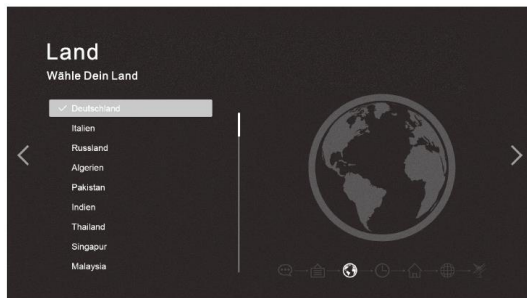 Land
Wähle Dein Land
Deutschland
Italien
Russland
Algerien
Pakistan
Indien
Thailand
Singapur
Malaysia